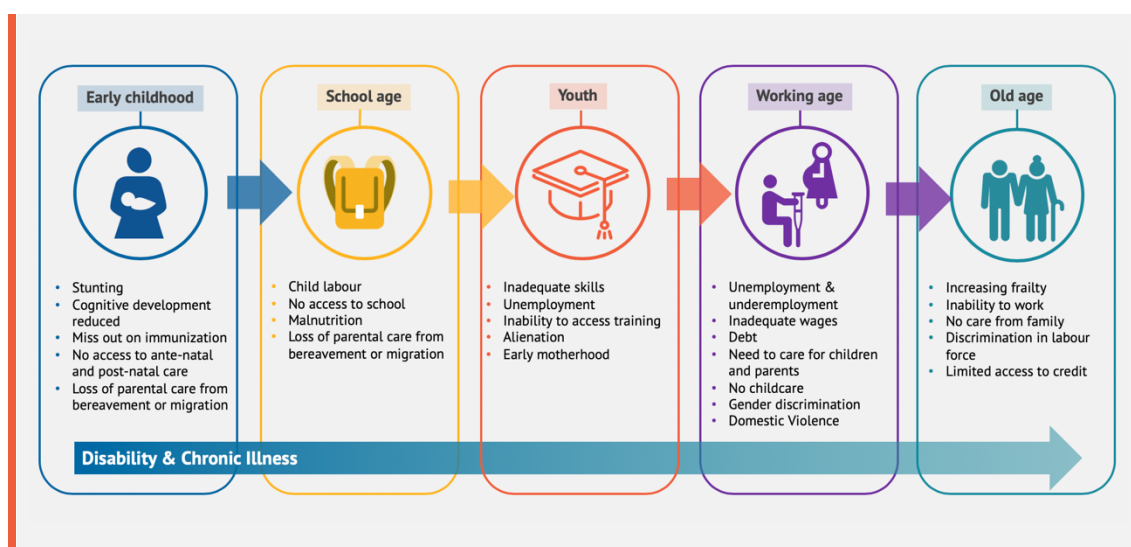 Early childhood
Stunting
Cognitive development
reduced
Miss out on immunization
No access to ante-natal
and post-natal care
Loss of parental care from
bereavement or migration
School age
Child labour
No access to school
Malnutrition
Loss of parental care from
bereavement or migration
Youth
Inadequate skills
Unemployment
Inability to access training
Alienation
Early motherhood
Working age
Unemployment &
underemployment
Inadequate wages
Debt
Need to care for children
and parents
No childcare
Gender discrimination
Domestic Violence
Old age
Increasing frailty
Inability to work
No care from family
Discrimination in labour
force
Limited access to credit
Disability & Chronic Illness